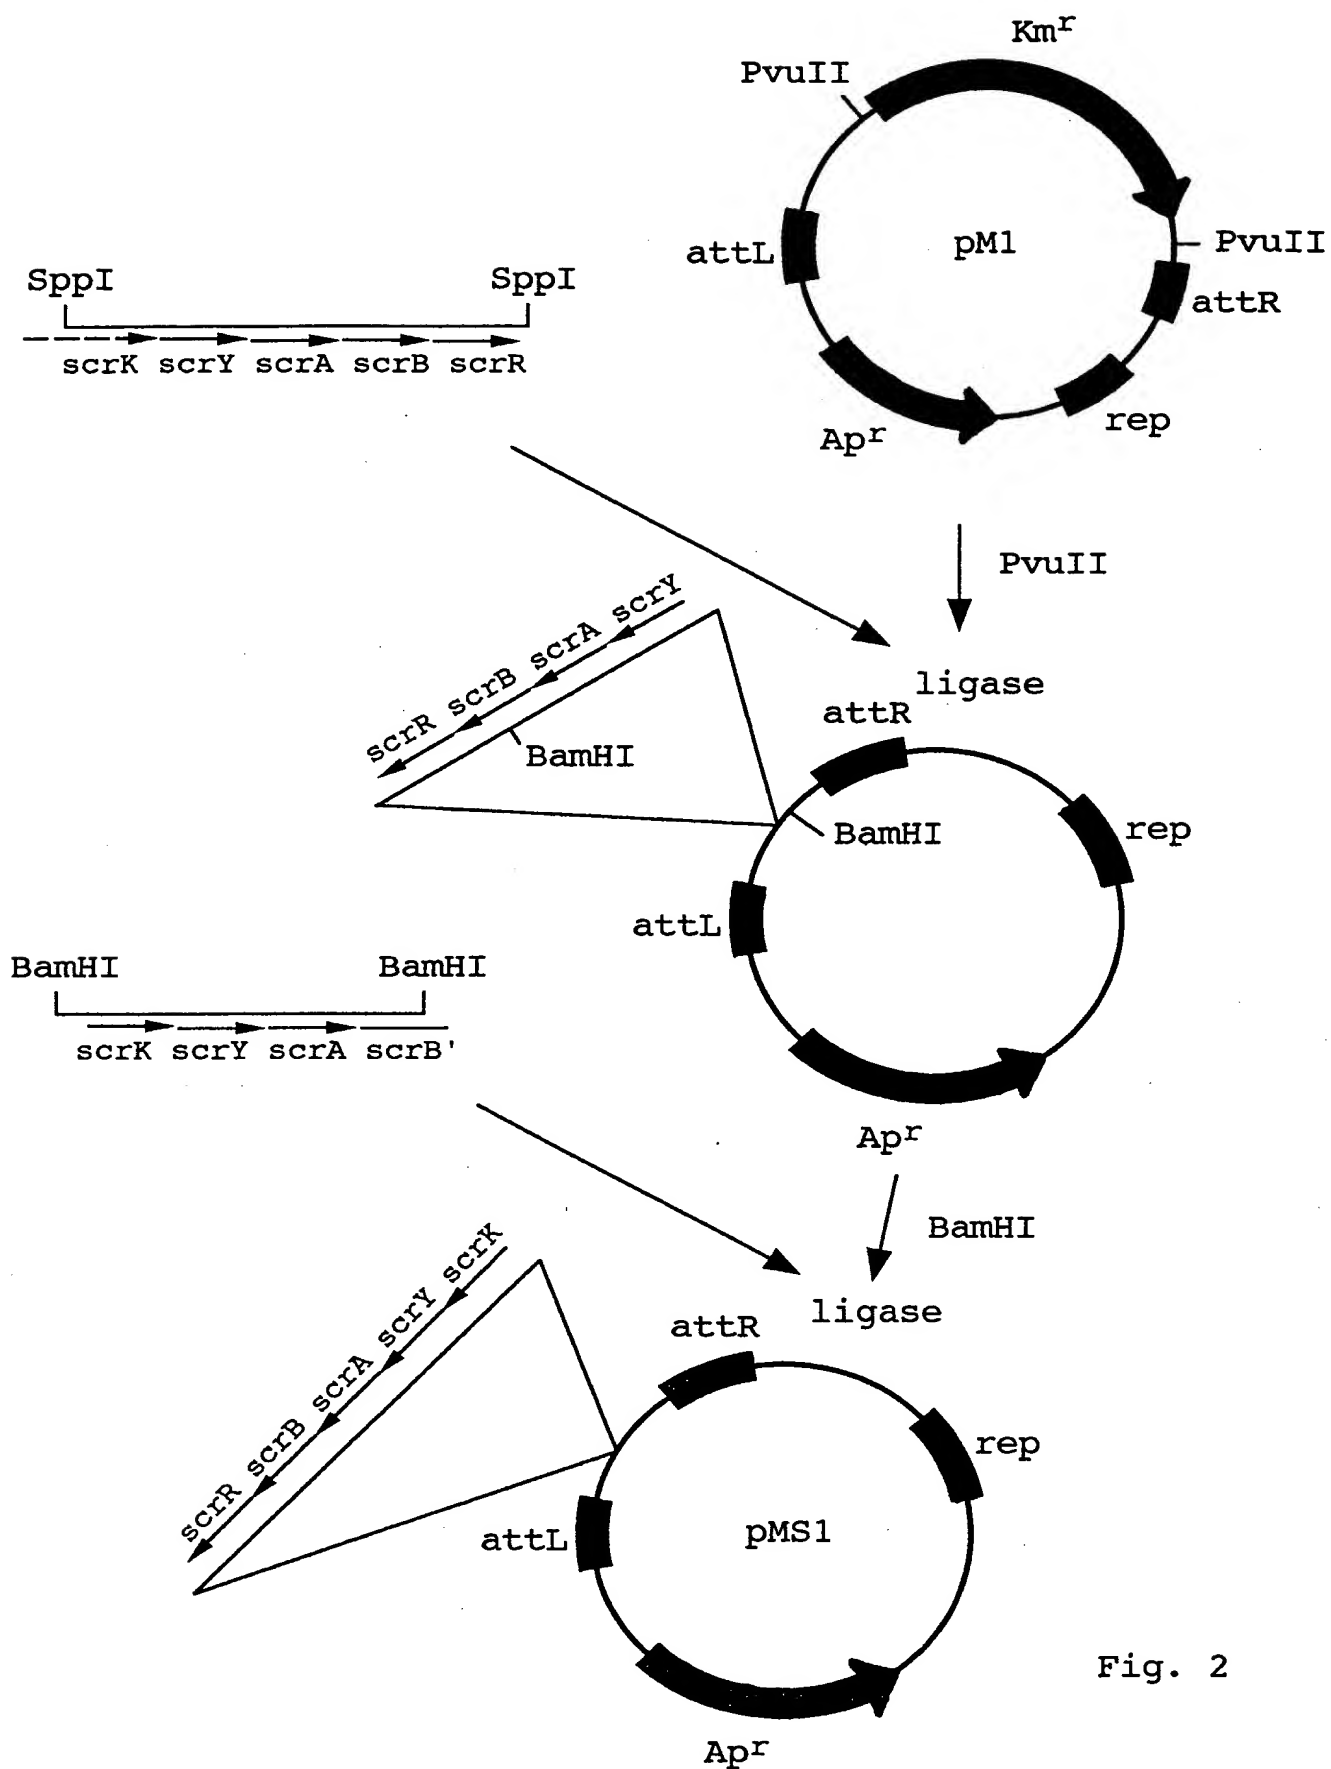 Kmr
PvuII
attL
pM1
PvuII
attR
rep
Apr
SppI
SppI
scrK scrY scrA scrB scrR
PvuII
ligase
scrR scrB scrA scrY
BamHI
attR
BamHI
rep
attL
Apr
BamHI
BamHI
scrK scrY scrA scrB'
BamHI
ligase
scrR scrB scrA scrY scrK
attR
rep
attL
pMS1
Apr
Fig. 2